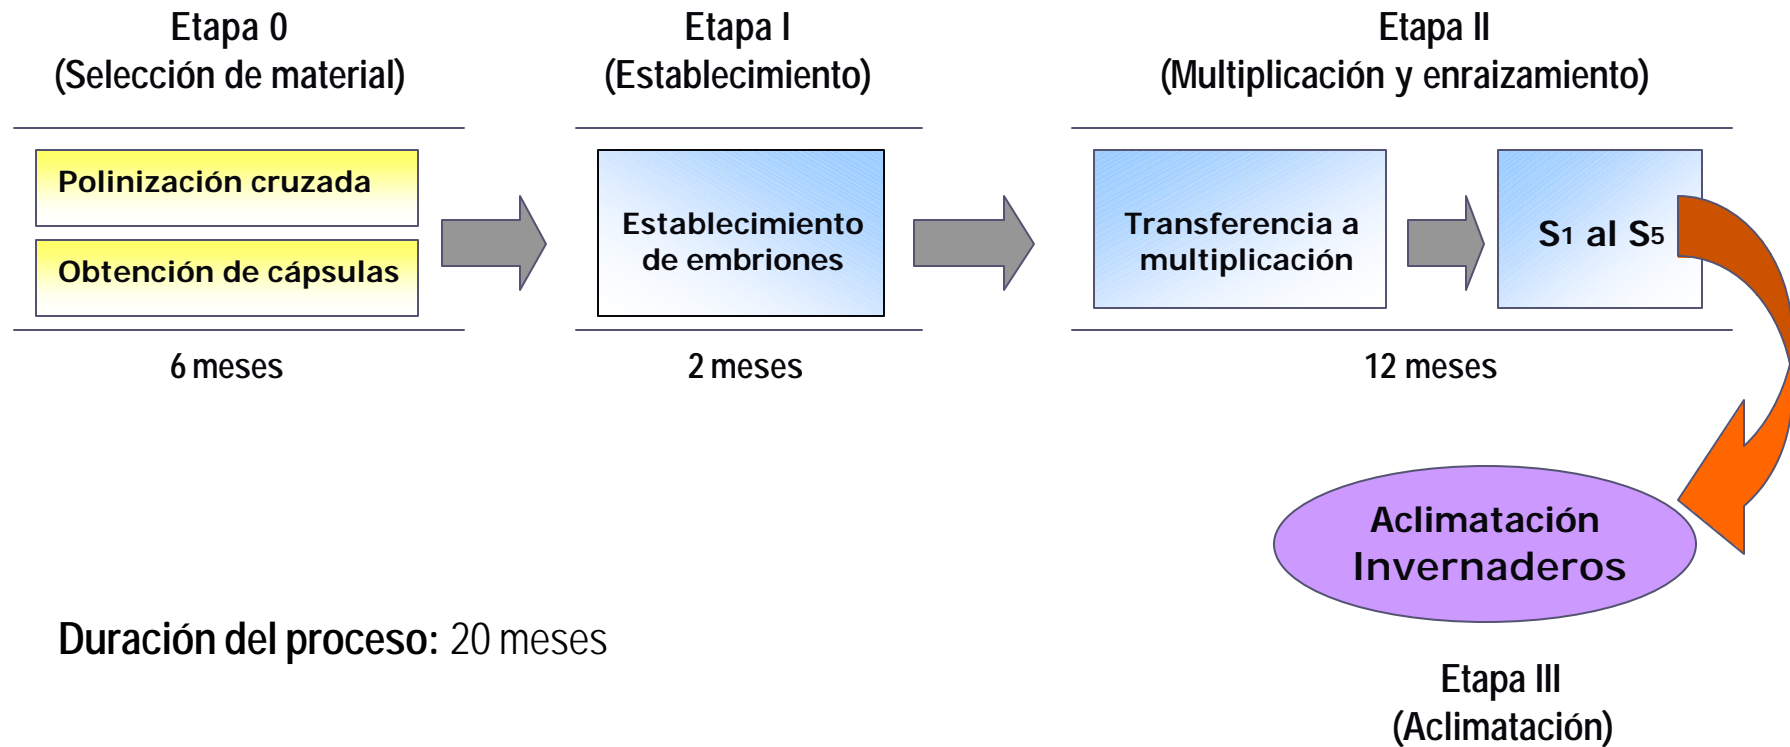 Etapa 0
(Selección de material)
Polinización cruzada
Obtención de cápsulas
6 meses
Etapa I
(Establecimiento)
Establecimiento
de embriones
2 meses
Etapa II
(Multiplicación y enraizamiento)
Transferencia a
multiplicación
S1 al S5
12 meses
Aclimatación
Invernaderos
Etapa III
(Aclimatación)
Duración del proceso: 20 meses